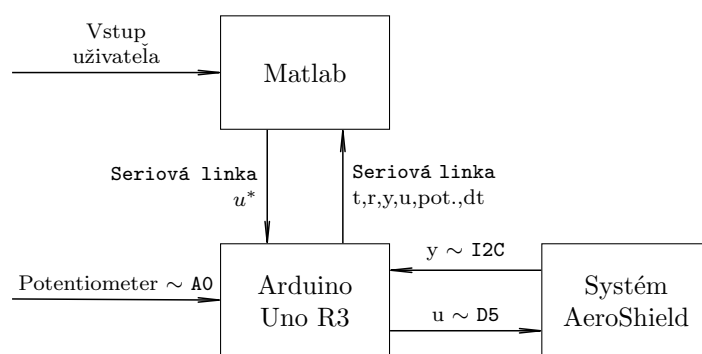 Vstup
užívateľa
Matlab
Seriová linka
u*
Seriová linka
t,r,y,u,pot.,dt
Potentiometer ∼ A0
Arduino
Uno R3
y ∼ I2C
u ∼ D5
Systém
AeroShield